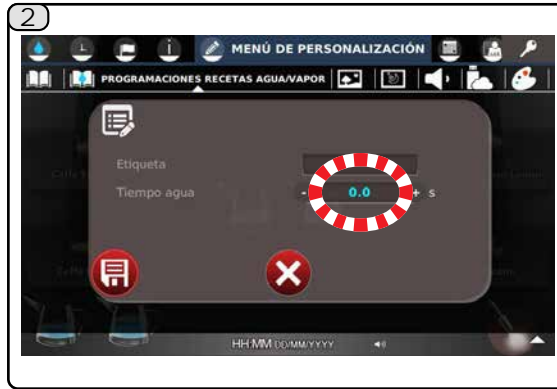 2
MENÚ DE PERSONALIZACIÓN
PROGRAMACIONES RECETAS AGUA/VAPOR
Etiqueta
Tiempo agua - 0.0 + s
HH:MM DD/MM/YYYY